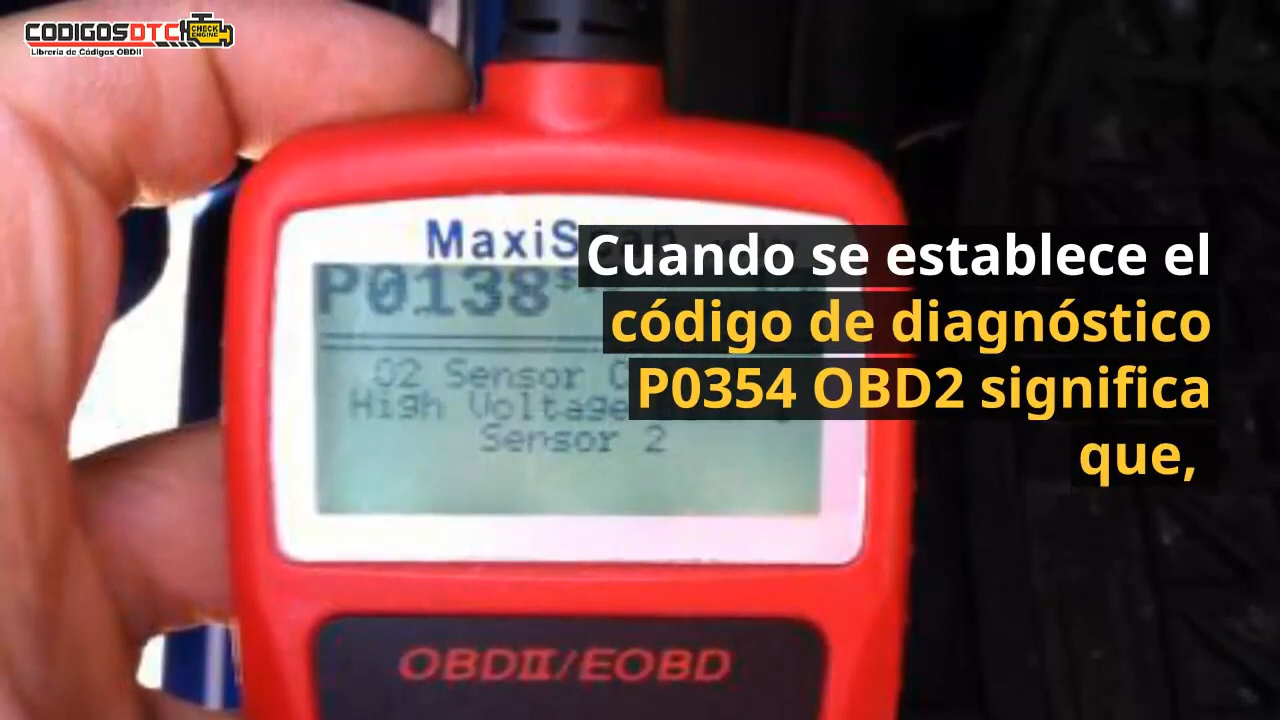 CODIGOSDTC
CHECK
ENGINE
Librería de Códigos OBDII
MaxiS
P0138
O2 Sensor
High Voltage
Sensor 2
Cuando se establece el
código de diagnóstico
P0354 OBD2 significa
que,
OBDII/EOBD